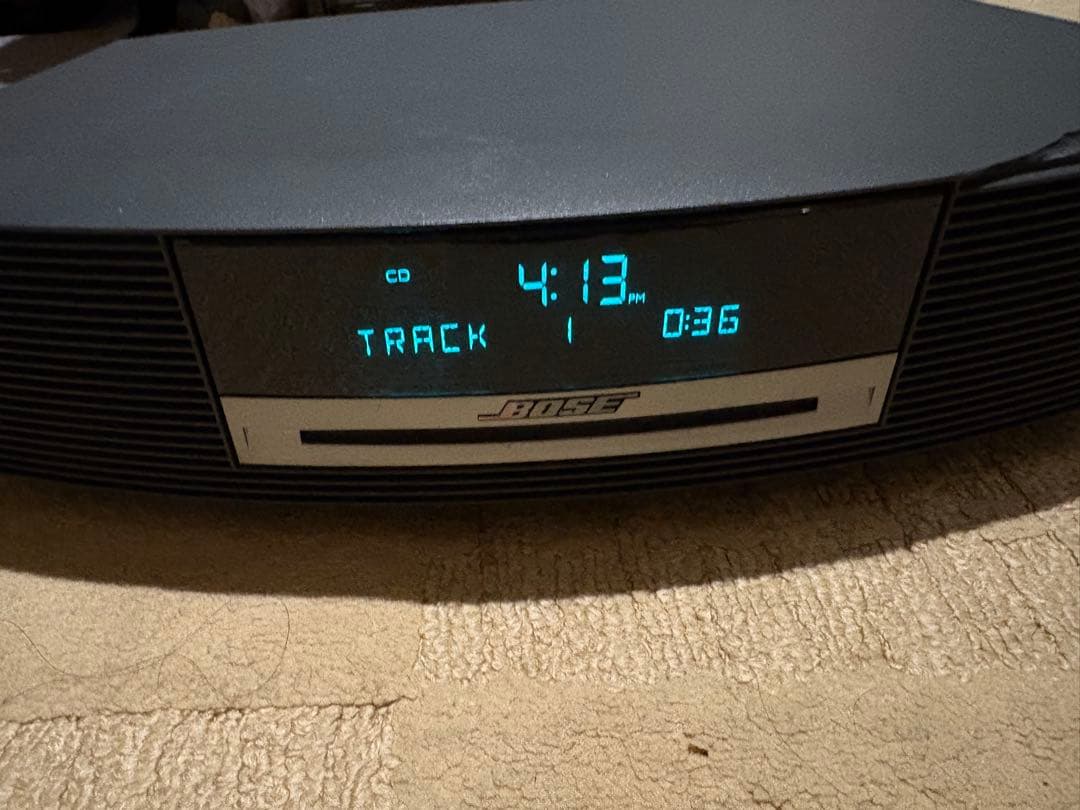 CD 4:13 PM
TRACK 1 0:36
BOSE